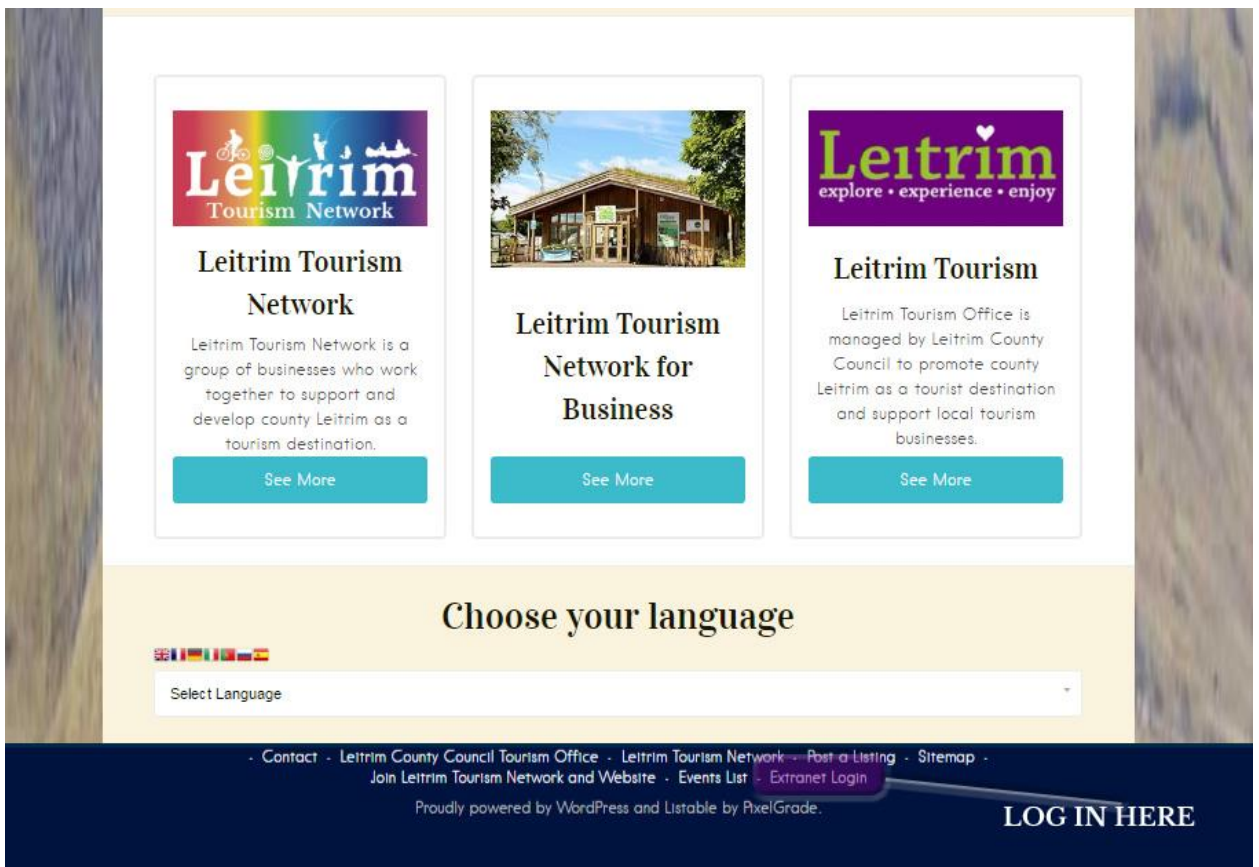 Leitrim
Tourism Network
Leitrim Tourism
Network
Leitrim Tourism Network is a
group of businesses who work
together to support and
develop county Leitrim as a
tourism destination.
See More
Leitrim Tourism
Network for
Business
See More
Leitrim
explore • experience • enjoy
Leitrim Tourism
Leitrim Tourism Office is
managed by Leitrim County
Council to promote county
Leitrim as a tourist destination
and support local tourism
businesses.
See More
Choose your language
Select Language
- Contact - Leitrim County Council Tourism Office - Leitrim Tourism Network - Post a Listing - Sitemap -
Join Leitrim Tourism Network and Website - Events List - Extranet Login
Proudly powered by WordPress and Listable by PixelGrade.
LOG IN HERE